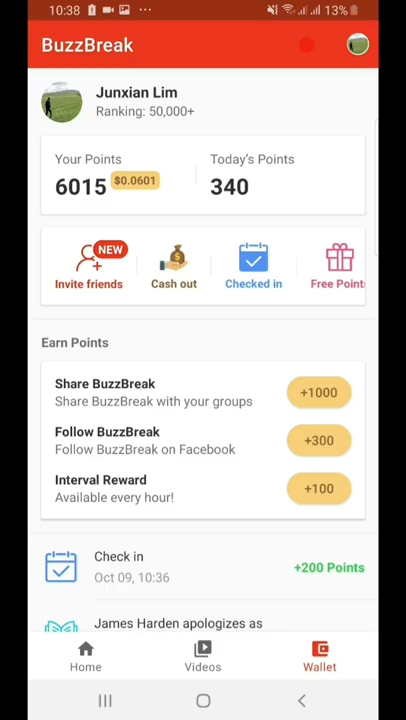 10:38
13%
BuzzBreak
Junxian Lim
Ranking: 50,000+
Your Points
Today's Points
6015 $0.0601
340
NEW
Invite friends
Cash out
Checked in
Free Point
Earn Points
Share BuzzBreak
Share BuzzBreak with your groups
+1000
Follow BuzzBreak
Follow BuzzBreak on Facebook
+300
Interval Reward
Available every hour!
+100
Check in
Oct 09, 10:36
+200 Points
James Harden apologizes as
Home
Videos
Wallet